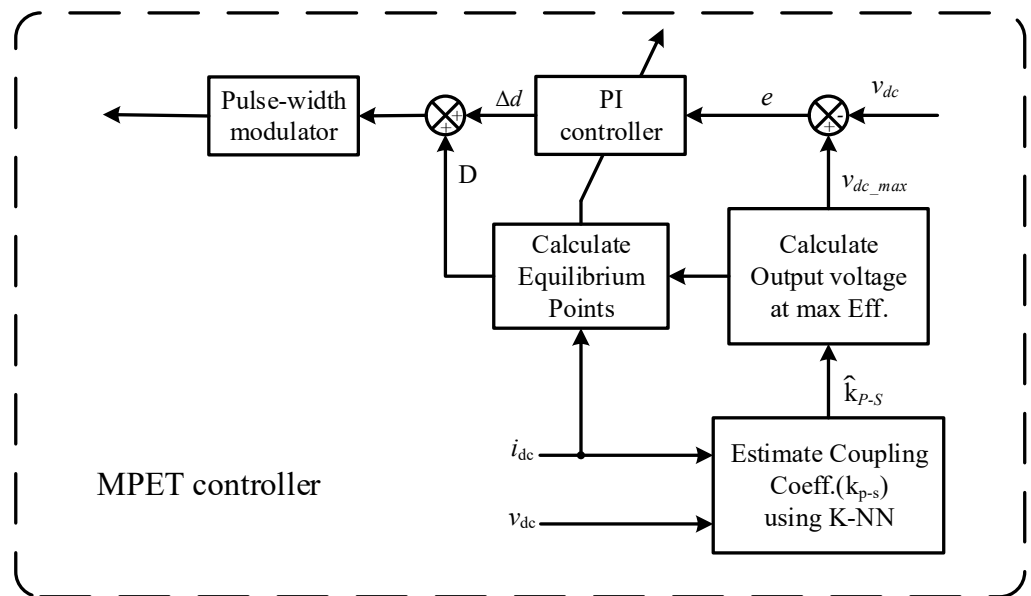 Pulse-width
modulator
+
+
Δd
PI
controller
e
+
-
v_dc
D
v_dc_max
Calculate
Equilibrium
Points
Calculate
Output voltage
at max Eff.
k̂_P-S
i_dc
v_dc
Estimate Coupling
Coeff.(k_p-s)
using K-NN
MPET controller